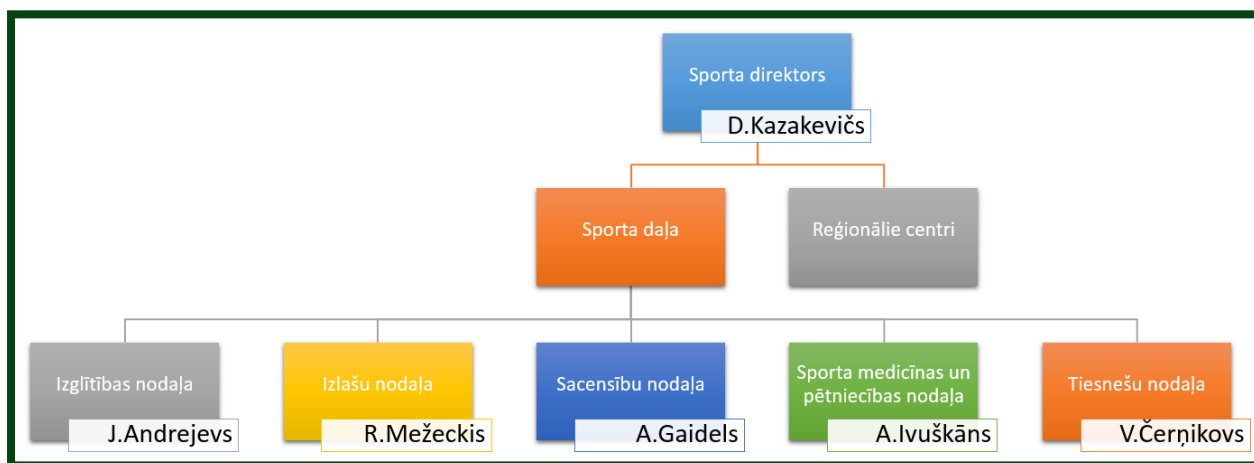 Sporta direktors
D.Kazakevičs
Sporta daļa
Reģionālie centri
Izglītības nodaļa
J.Andrejevs
Izlašu nodaļa
R.Mežeckis
Sacensību nodaļa
A.Gaidels
Sporta medicīnas un
pētniecības nodaļa
A.Ivuškāns
Tiesnešu nodaļa
V.Čerņikovs